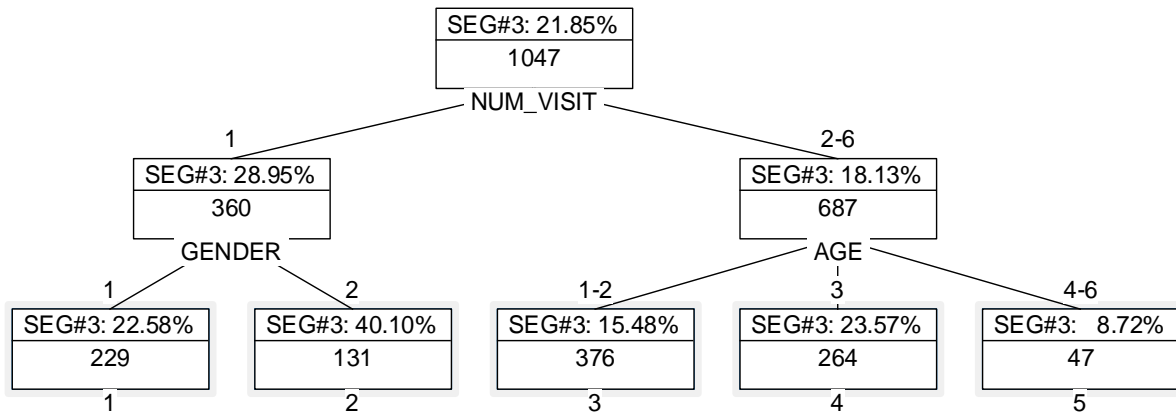 SEG#3: 21.85%
1047
NUM_VISIT
1
2-6
SEG#3: 28.95%
SEG#3: 18.13%
360
687
GENDER
AGE
1
2
1-2
3
4-6
SEG#3: 22.58%
SEG#3: 40.10%
SEG#3: 15.48%
SEG#3: 23.57%
SEG#3: 8.72%
229
131
376
264
47
1
2
3
4
5